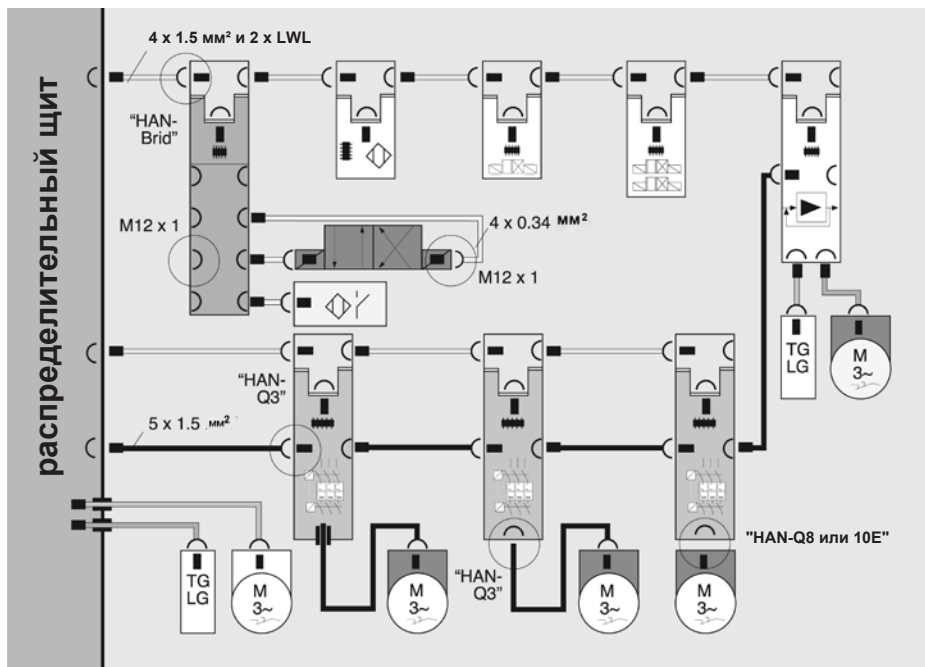 распределительный щит
4 x 1.5 мм² и 2 x LWL
“HAN-
Brid”
M12 x 1
4 x 0.34 мм²
M12 x 1
TG
LG
M
3~
“HAN-
Q3”
5 x 1.5 мм²
"HAN-Q8 или 10E"
“HAN-
Q3”
TG
LG
M
3~
M
3~
M
3~
M
3~